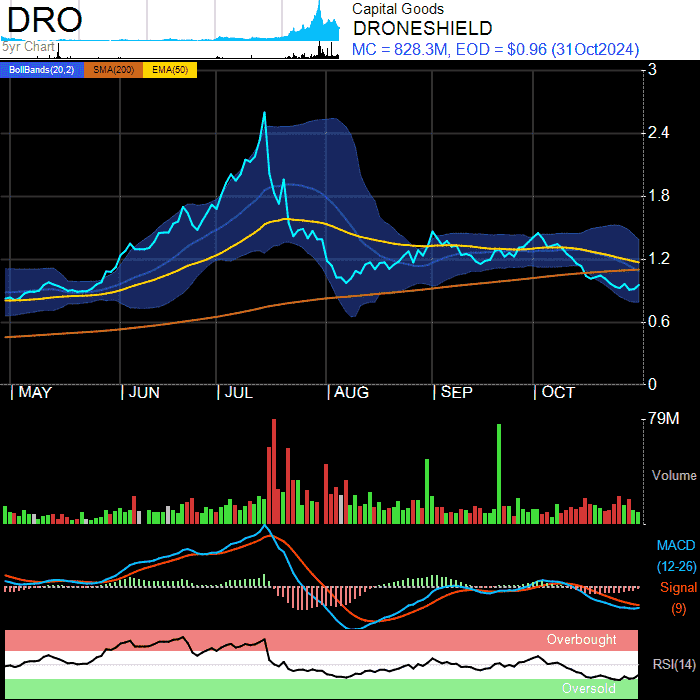 DRO
5yr Chart
Capital Goods
DRONESHIELD
MC = 828.3M, EOD = $0.96 (31Oct2024)
BollBands(20,2) SMA(200) EMA(50)
3
2.4
1.8
1.2
0.6
0
MAY JUN JUL AUG SEP OCT
79M
Volume
MACD
(12-26)
Signal
(9)
Overbought
RSI(14)
Oversold